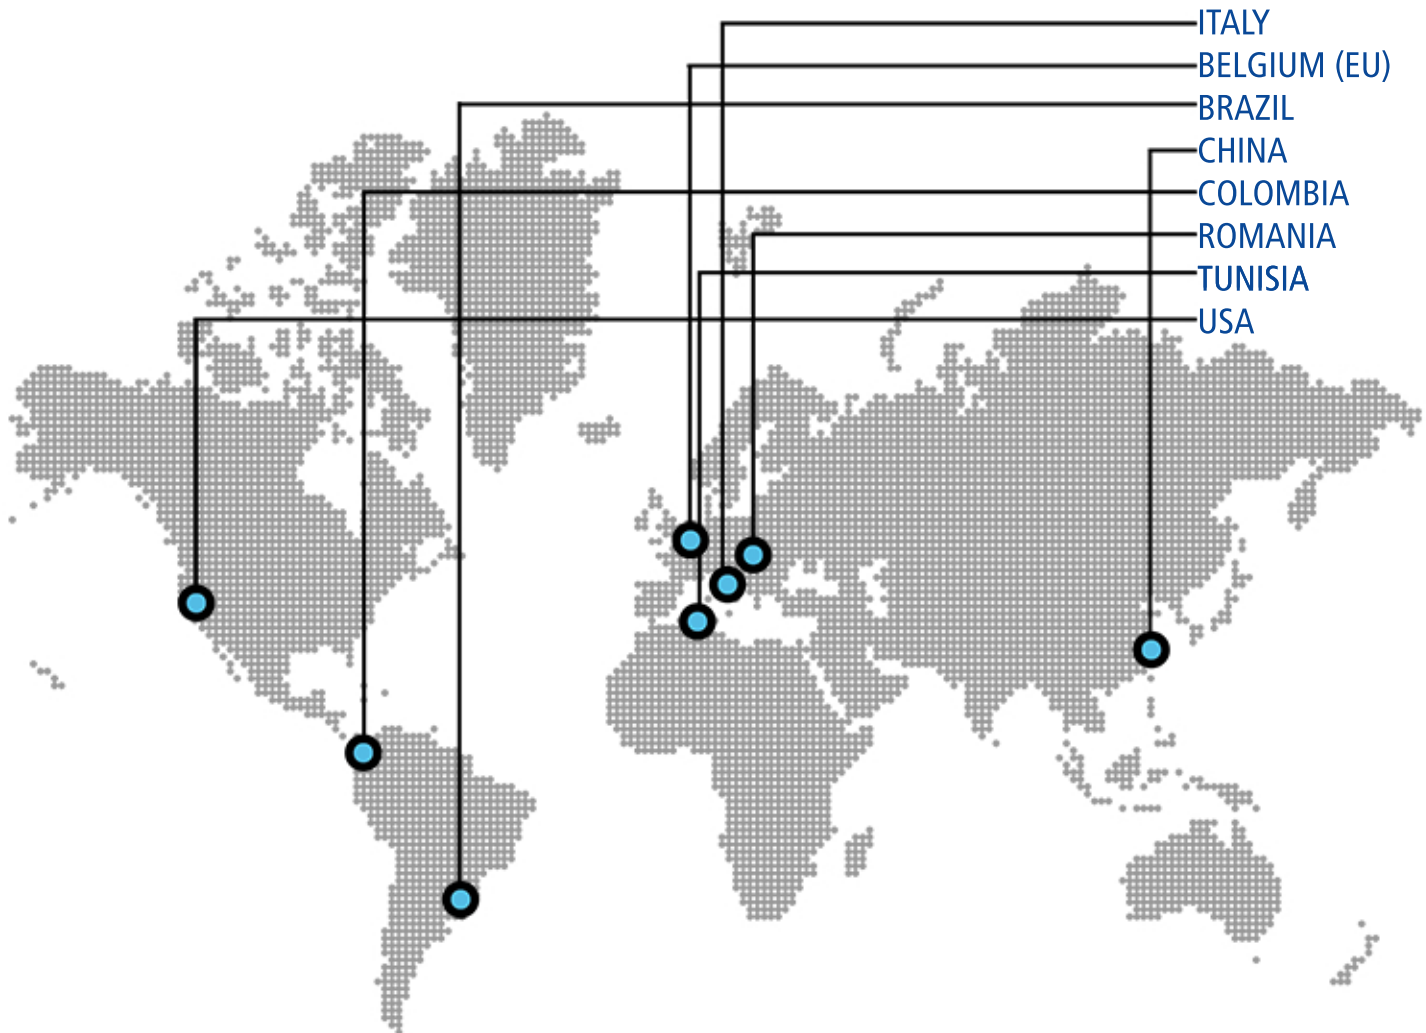 ITALY
BELGIUM (EU)
BRAZIL
CHINA
COLOMBIA
ROMANIA
TUNISIA
USA